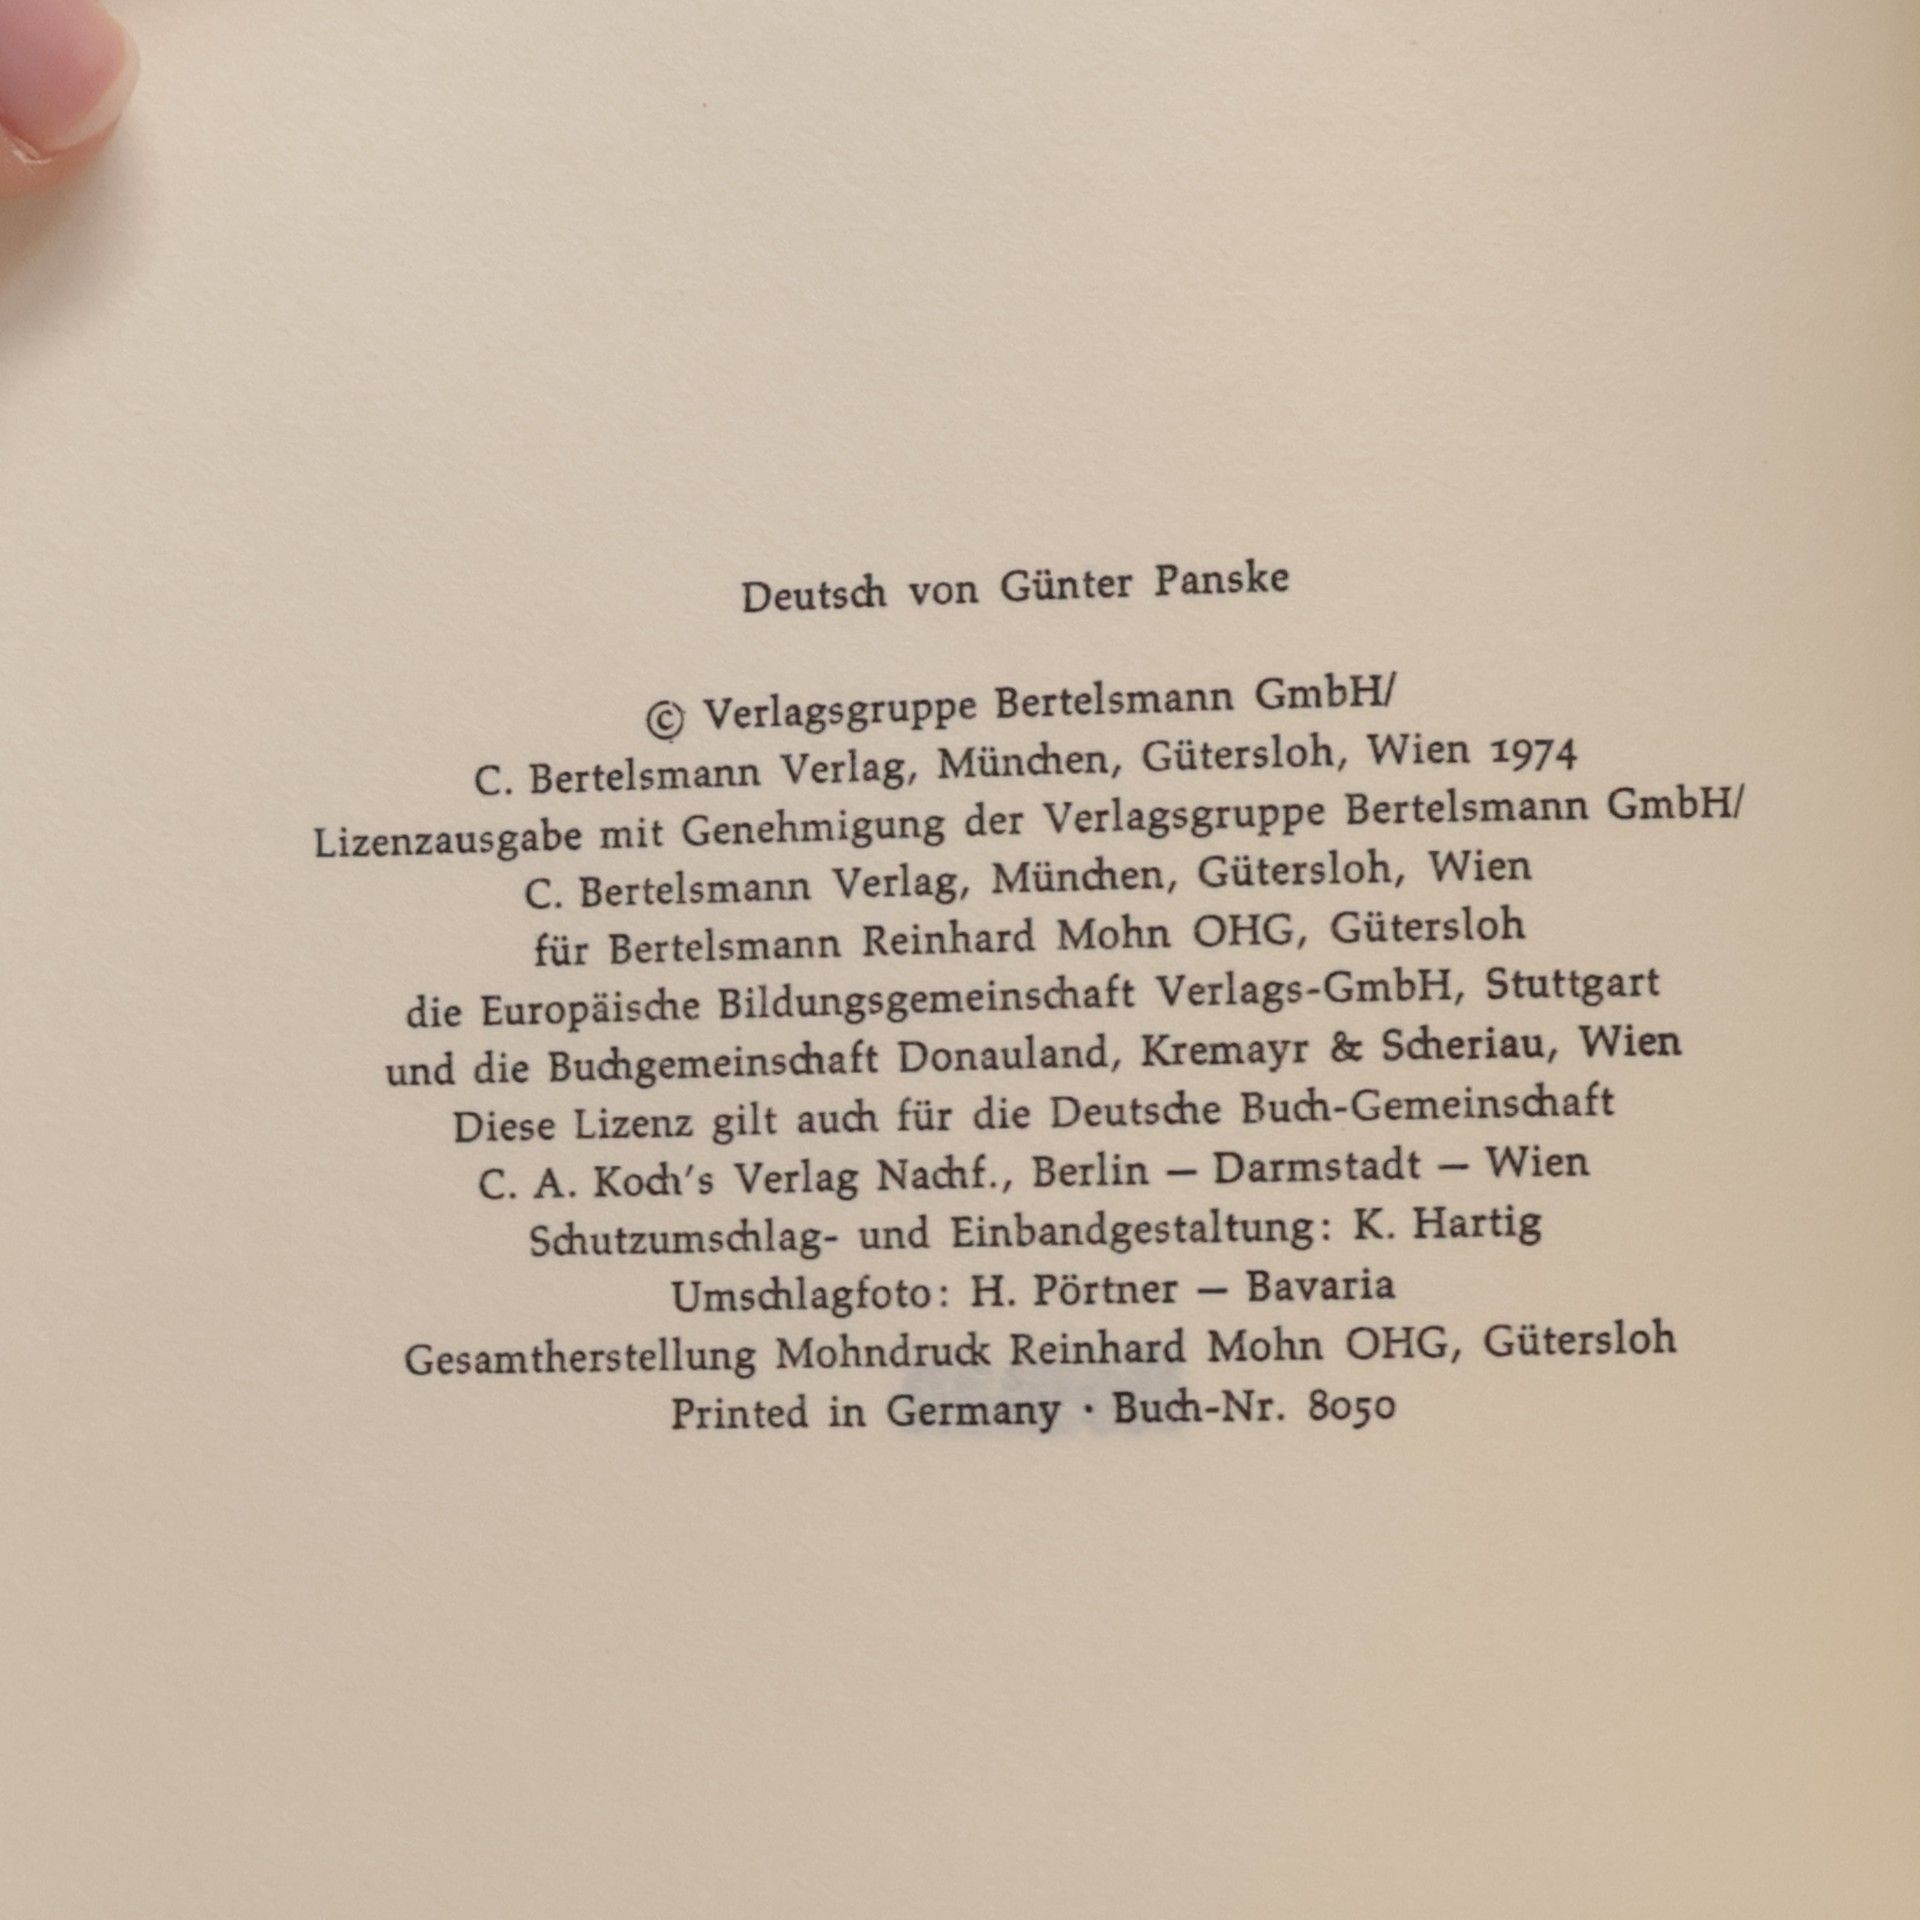 Deutsch von Günter Panske
© Verlagsgruppe Bertelsmann GmbH/
C. Bertelsmann Verlag, München, Gütersloh, Wien 1974
Lizenzausgabe mit Genehmigung der Verlagsgruppe Bertelsmann GmbH/
C. Bertelsmann Verlag, München, Gütersloh, Wien
für Bertelsmann Reinhard Mohn OHG, Gütersloh
die Europäische Bildungsgemeinschaft Verlags-GmbH, Stuttgart
und die Buchgemeinschaft Donauland, Kremayr & Scheriau, Wien
Diese Lizenz gilt auch für die Deutsche Buch-Gemeinschaft
C. A. Koch's Verlag Nachf., Berlin – Darmstadt – Wien
Schutzumschlag- und Einbandgestaltung: K. Hartig
Umschlagfoto: H. Pörtner – Bavaria
Gesamtherstellung Mohndruck Reinhard Mohn OHG, Gütersloh
Printed in Germany · Buch-Nr. 8050